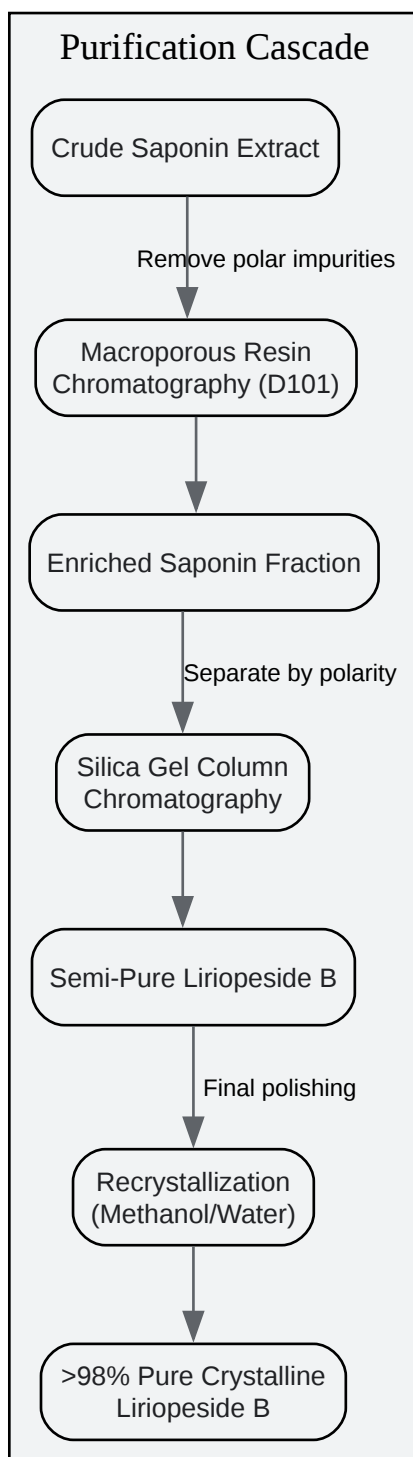 Purification Cascade
Crude Saponin Extract
Remove polar impurities
Macroporous Resin
Chromatography (D101)
Enriched Saponin Fraction
Separate by polarity
Silica Gel Column
Chromatography
Semi-Pure Liriopeside B
Final polishing
Recrystallization
(Methanol/Water)
>98% Pure Crystalline
Liriopeside B